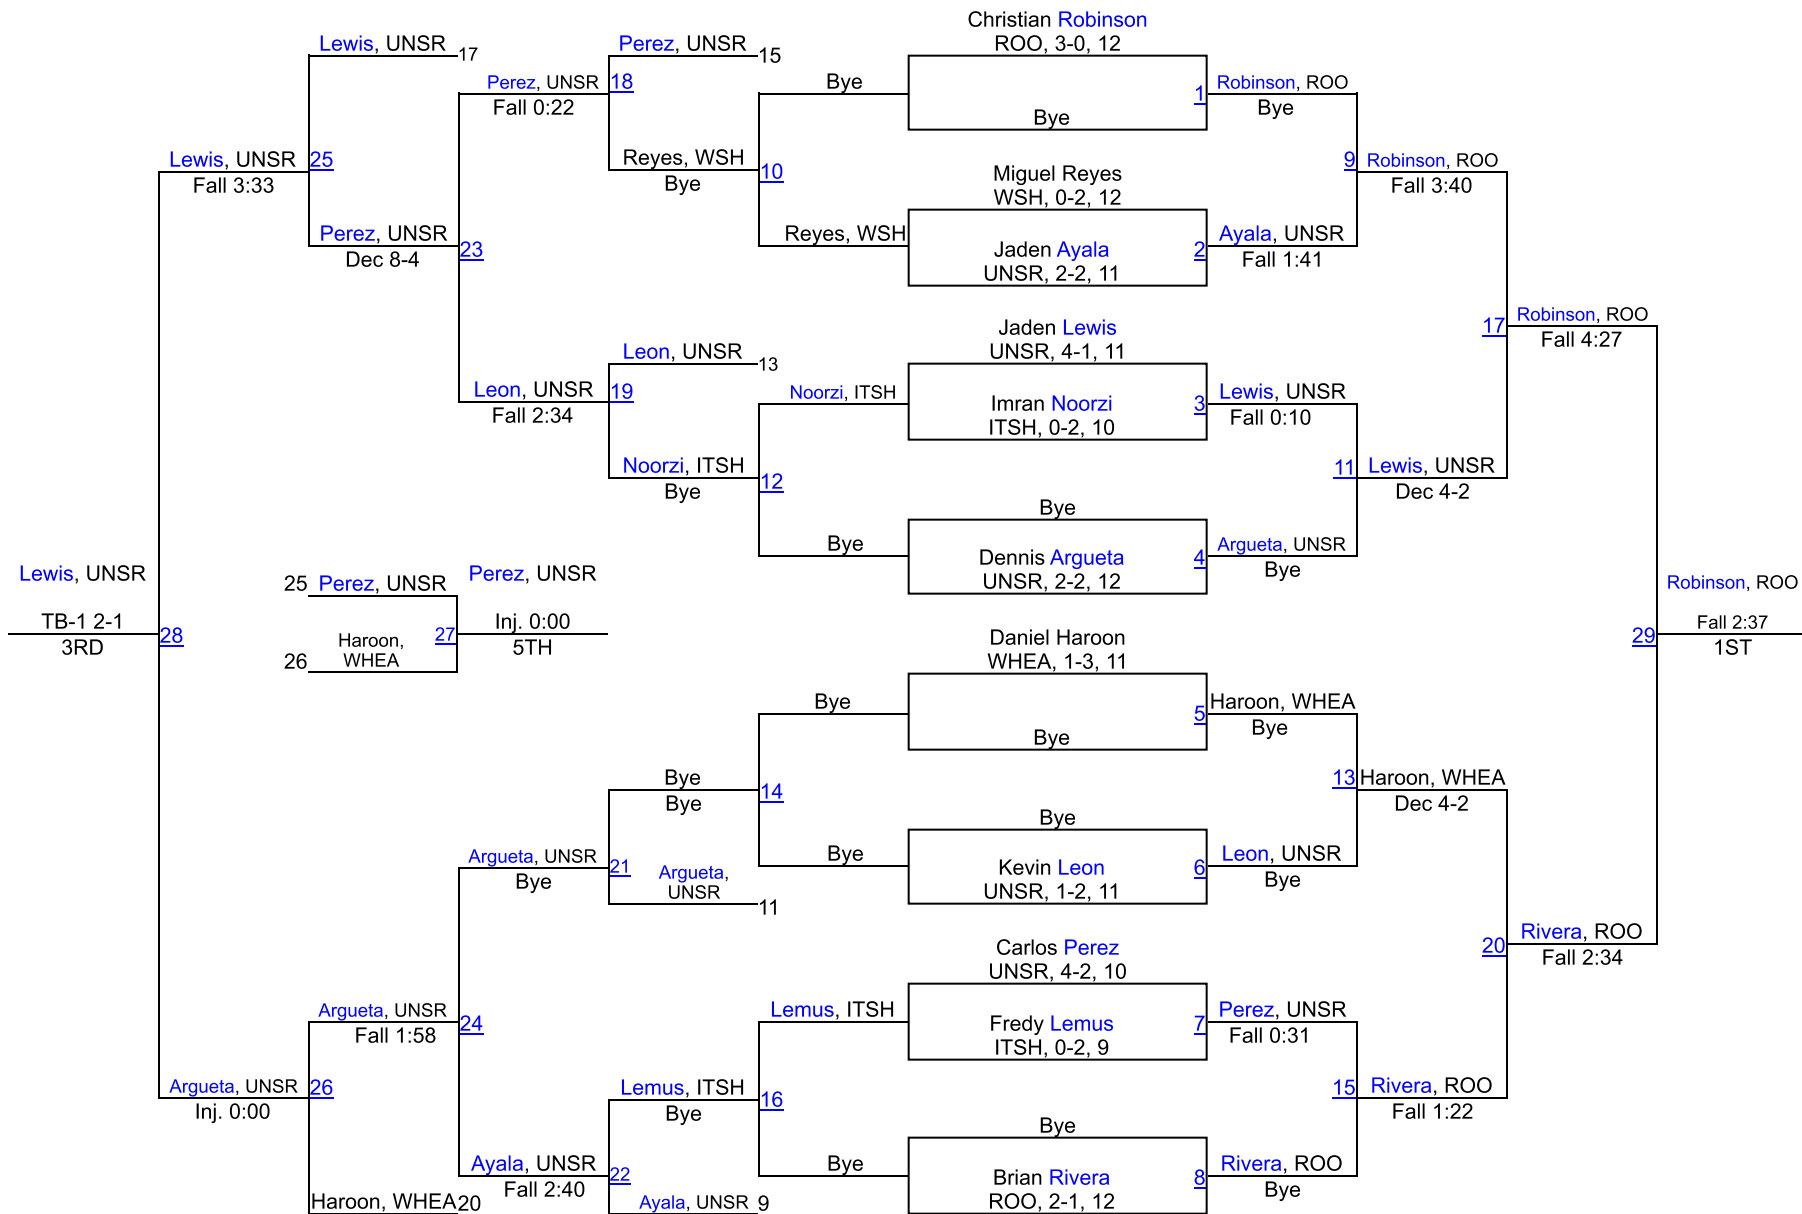 Christian Robinson
ROO, 3-0, 12
Lewis, UNSR
17
Perez, UNSR
15
Perez, UNSR
18
Fall 0:22
Bye
1
Robinson, ROO
Bye
Bye
Lewis, UNSR
25
Fall 3:33
Reyes, WSH
10
Bye
Miguel Reyes
WSH, 0-2, 12
9
Robinson, ROO
Fall 3:40
Perez, UNSR
23
Dec 8-4
Reyes, WSH
Jaden Ayala
UNSR, 2-2, 11
2
Ayala, UNSR
Fall 1:41
Jaden Lewis
UNSR, 4-1, 11
17
Robinson, ROO
Fall 4:27
Leon, UNSR
13
Leon, UNSR
19
Fall 2:34
Noorzi, ITSH
Imran Noorzi
ITSH, 0-2, 10
3
Lewis, UNSR
Fall 0:10
Noorzi, ITSH
12
Bye
11
Lewis, UNSR
Dec 4-2
Bye
Bye
Dennis Argueta
UNSR, 2-2, 12
4
Argueta, UNSR
Bye
Lewis, UNSR
TB-1 2-1
28
3RD
25
Perez, UNSR
Perez, UNSR
Haroon,
WHEA
26
27
Inj. 0:00
5TH
Robinson, ROO
29
Fall 2:37
1ST
Daniel Haroon
WHEA, 1-3, 11
Bye
5
Haroon, WHEA
Bye
Bye
Bye
14
Bye
13
Haroon, WHEA
Dec 4-2
Bye
Argueta, UNSR
21
Bye
Argueta,
UNSR
11
Bye
Kevin Leon
UNSR, 1-2, 11
6
Leon, UNSR
Bye
Carlos Perez
UNSR, 4-2, 10
20
Rivera, ROO
Fall 2:34
Argueta, UNSR
24
Fall 1:58
Lemus, ITSH
Fredy Lemus
ITSH, 0-2, 9
7
Perez, UNSR
Fall 0:31
Argueta, UNSR
26
Inj. 0:00
Lemus, ITSH
16
Bye
15
Rivera, ROO
Fall 1:22
Bye
Ayala, UNSR
22
Fall 2:40
Bye
Brian Rivera
ROO, 2-1, 12
8
Rivera, ROO
Bye
Haroon, WHEA
20
Ayala, UNSR
9